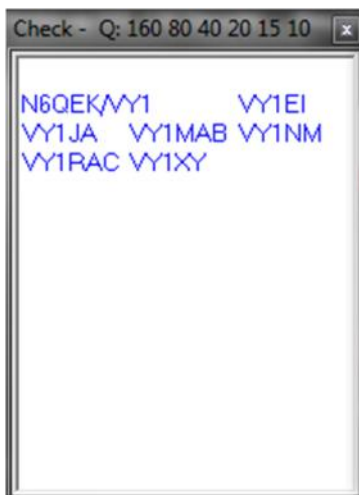 Check - Q: 160 80 40 20 15 10 x
N6QEK/VY1 VY1EI
VY1JA VY1MAB VY1NM
VY1RAC VY1XY